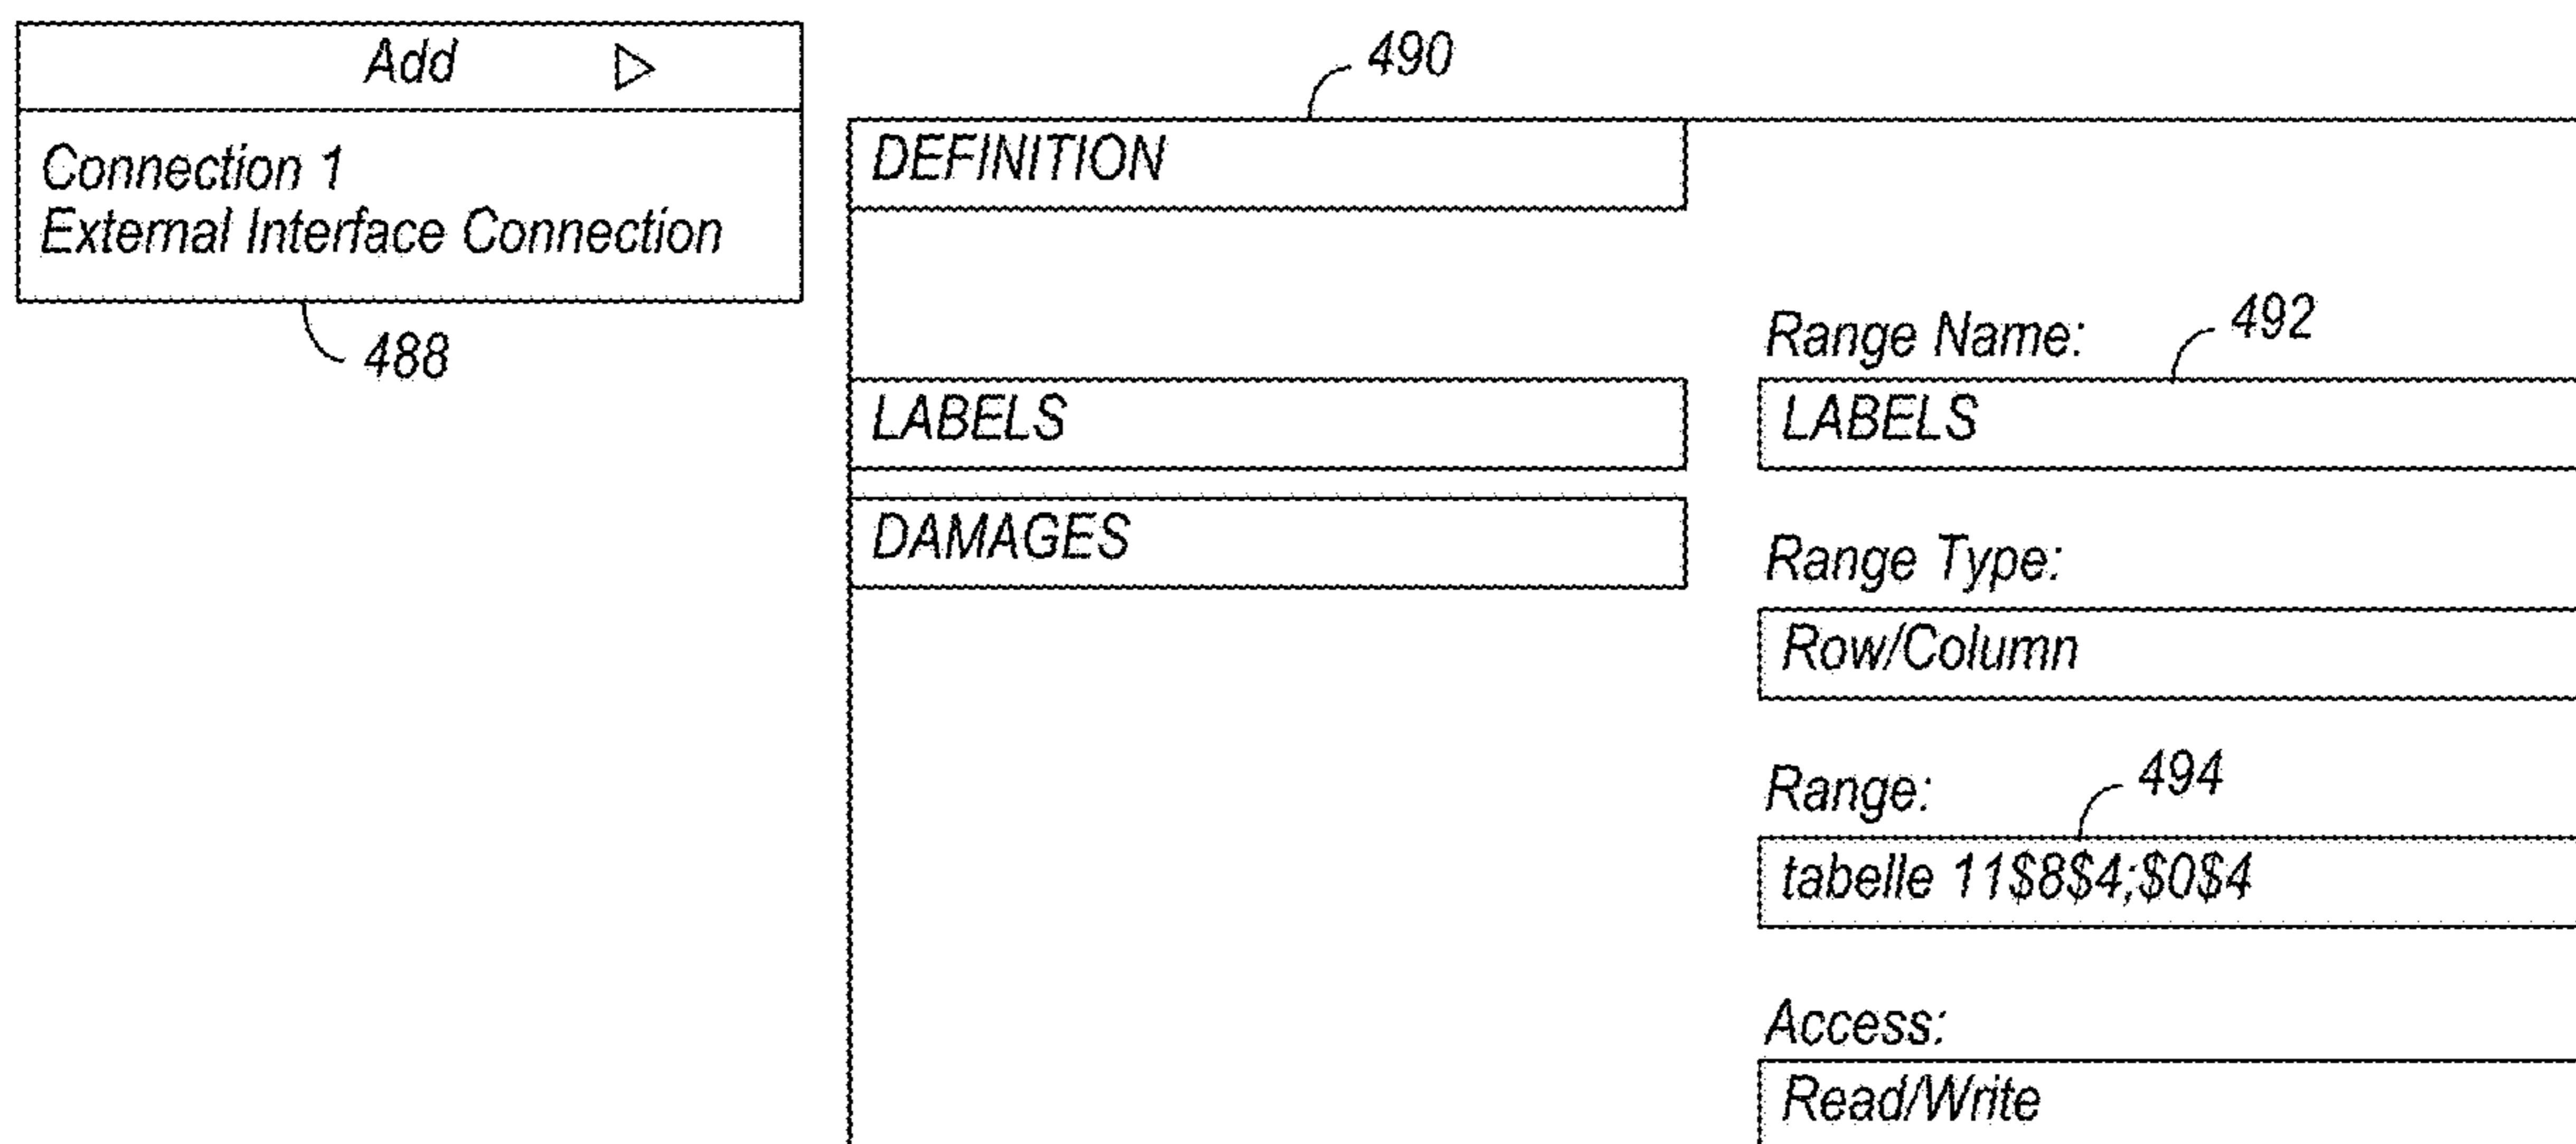 Add
Connection 1
External Interface Connection
488
490
DEFINITION
LABELS
DAMAGES
Range Name:
492
LABELS
Range Type:
Row/Column
Range:
494
tabelle 11$8$4;$0$4
Access:
Read/Write